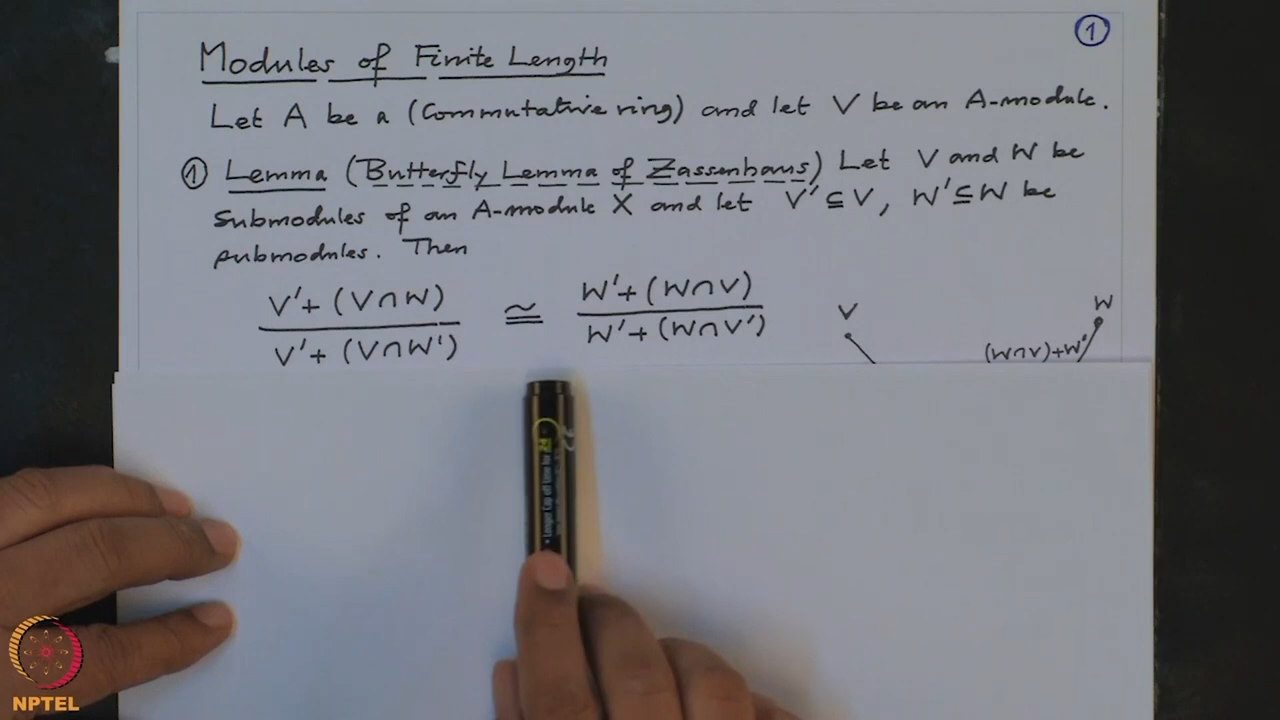 1
Modules of Finite Length
Let A be a (Commutative ring) and let V be an A-module.
① Lemma (Butterfly Lemma of Zassenhaus) Let V and W be
submodules of an A-module X and let V' ⊆ V, W' ⊆ W be
submodules. Then
V' + (V ∩ W) / V' + (V ∩ W') ≅ W' + (W ∩ V) / W' + (W ∩ V')
V
W
(W∩V)+W'
NPTEL